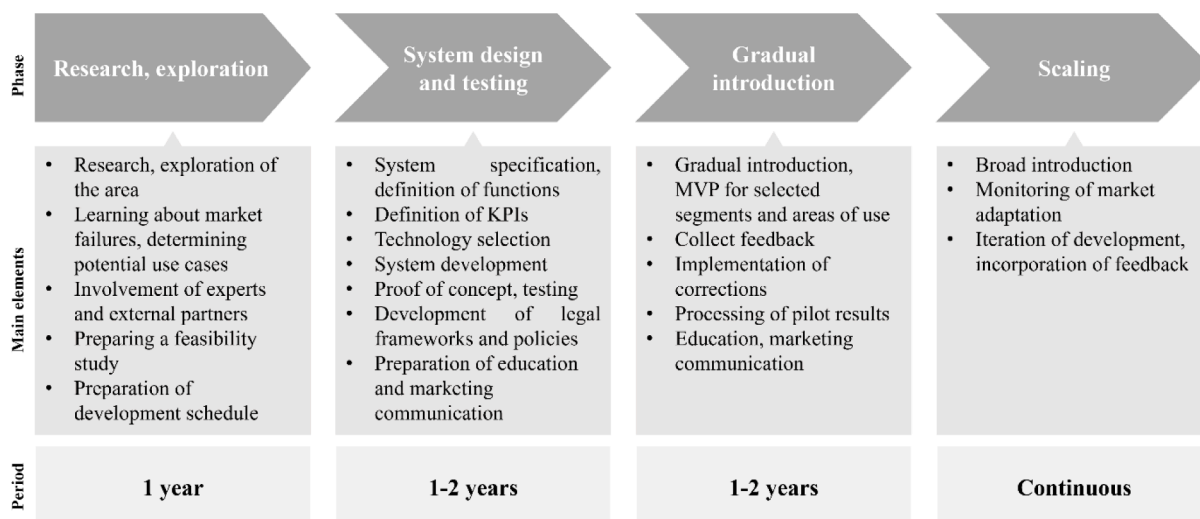 Phase
Research, exploration
System design
and testing
Gradual
introduction
Scaling
Main elements
• Research, exploration of
the area
• Learning about market
failures, determining
potential use cases
• Involvement of experts
and external partners
• Preparing a feasibility
study
• Preparation of
development schedule
• System specification,
definition of functions
• Definition of KPIs
• Technology selection
• System development
• Proof of concept, testing
• Development of legal
frameworks and policies
• Preparation of education
and marketing
communication
• Gradual introduction,
MVP for selected
segments and areas of use
• Collect feedback
• Implementation of
corrections
• Processing of pilot results
• Education, marketing
communication
• Broad introduction
• Monitoring of market
adaptation
• Iteration of development,
incorporation of feedback
Period
1 year
1-2 years
1-2 years
Continuous